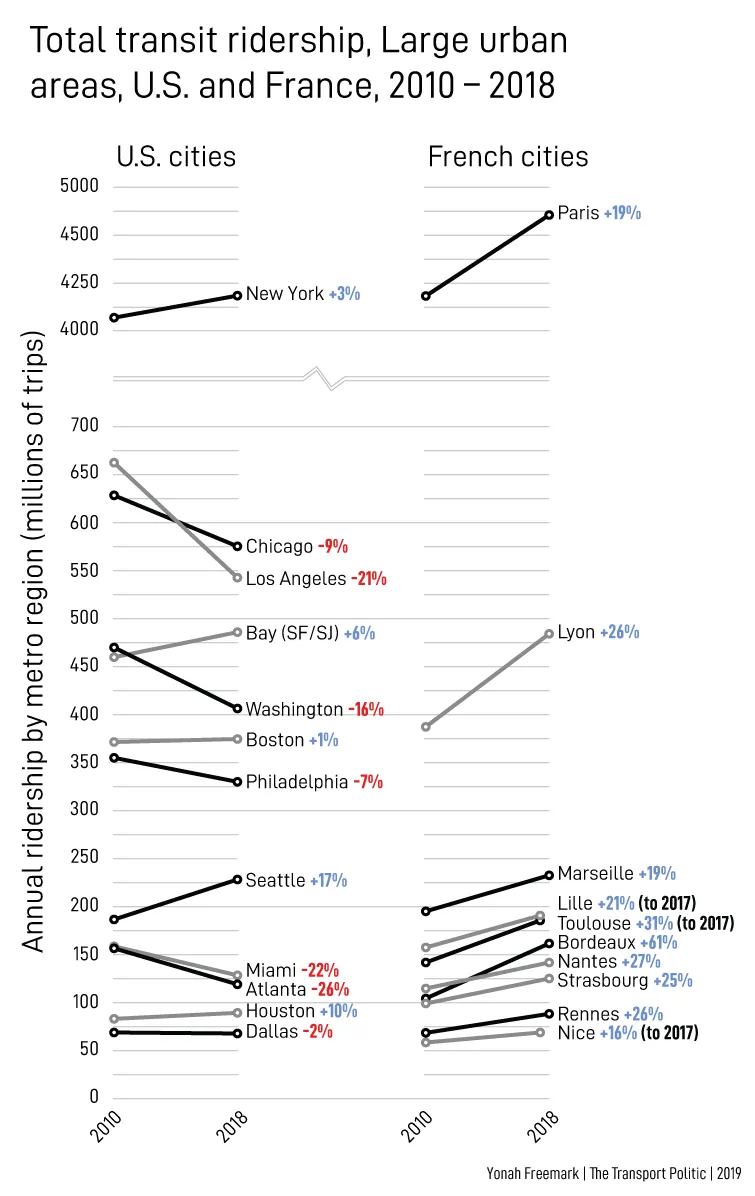 Total transit ridership, Large urban
areas, U.S. and France, 2010 – 2018
U.S. cities
French cities
Annual ridership by metro region (millions of trips)
5000
4500
4250
4000
700
650
600
550
500
450
400
350
300
250
200
150
100
50
0
New York +3%
Chicago -9%
Los Angeles -21%
Bay (SF/SJ) +6%
Washington -16%
Boston +1%
Philadelphia -7%
Seattle +17%
Miami -22%
Atlanta -26%
Houston +10%
Dallas -2%
Paris +19%
Lyon +26%
Marseille +19%
Lille +21% (to 2017)
Toulouse +31% (to 2017)
Bordeaux +61%
Nantes +27%
Strasbourg +25%
Rennes +26%
Nice +16% (to 2017)
2010
2018
2010
2018
Yonah Freemark | The Transport Politic | 2019